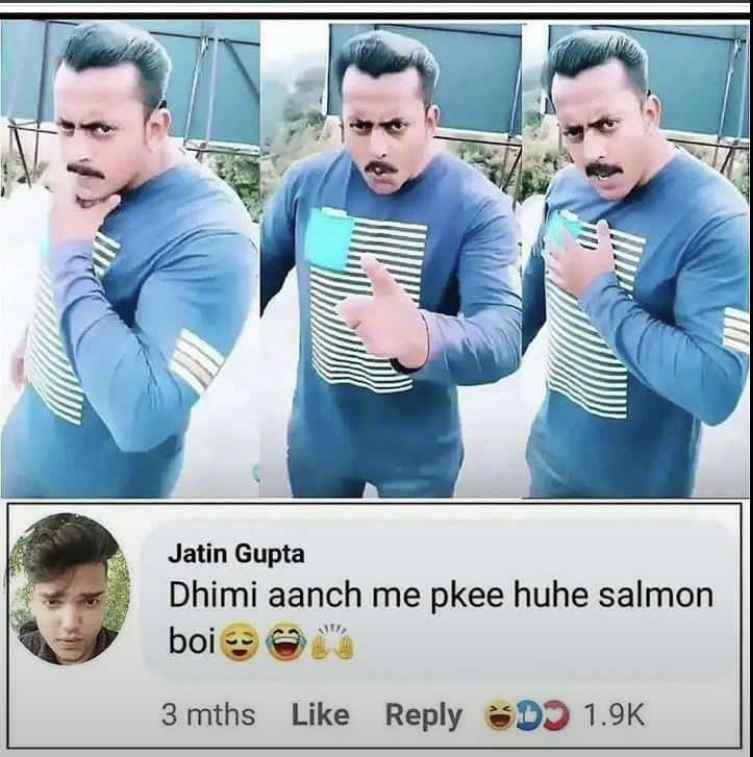 Jatin Gupta
Dhimi aanch me pkee huhe salmon
boi😌😂🙌
3 mths Like Reply 😆👍❤️ 1.9K